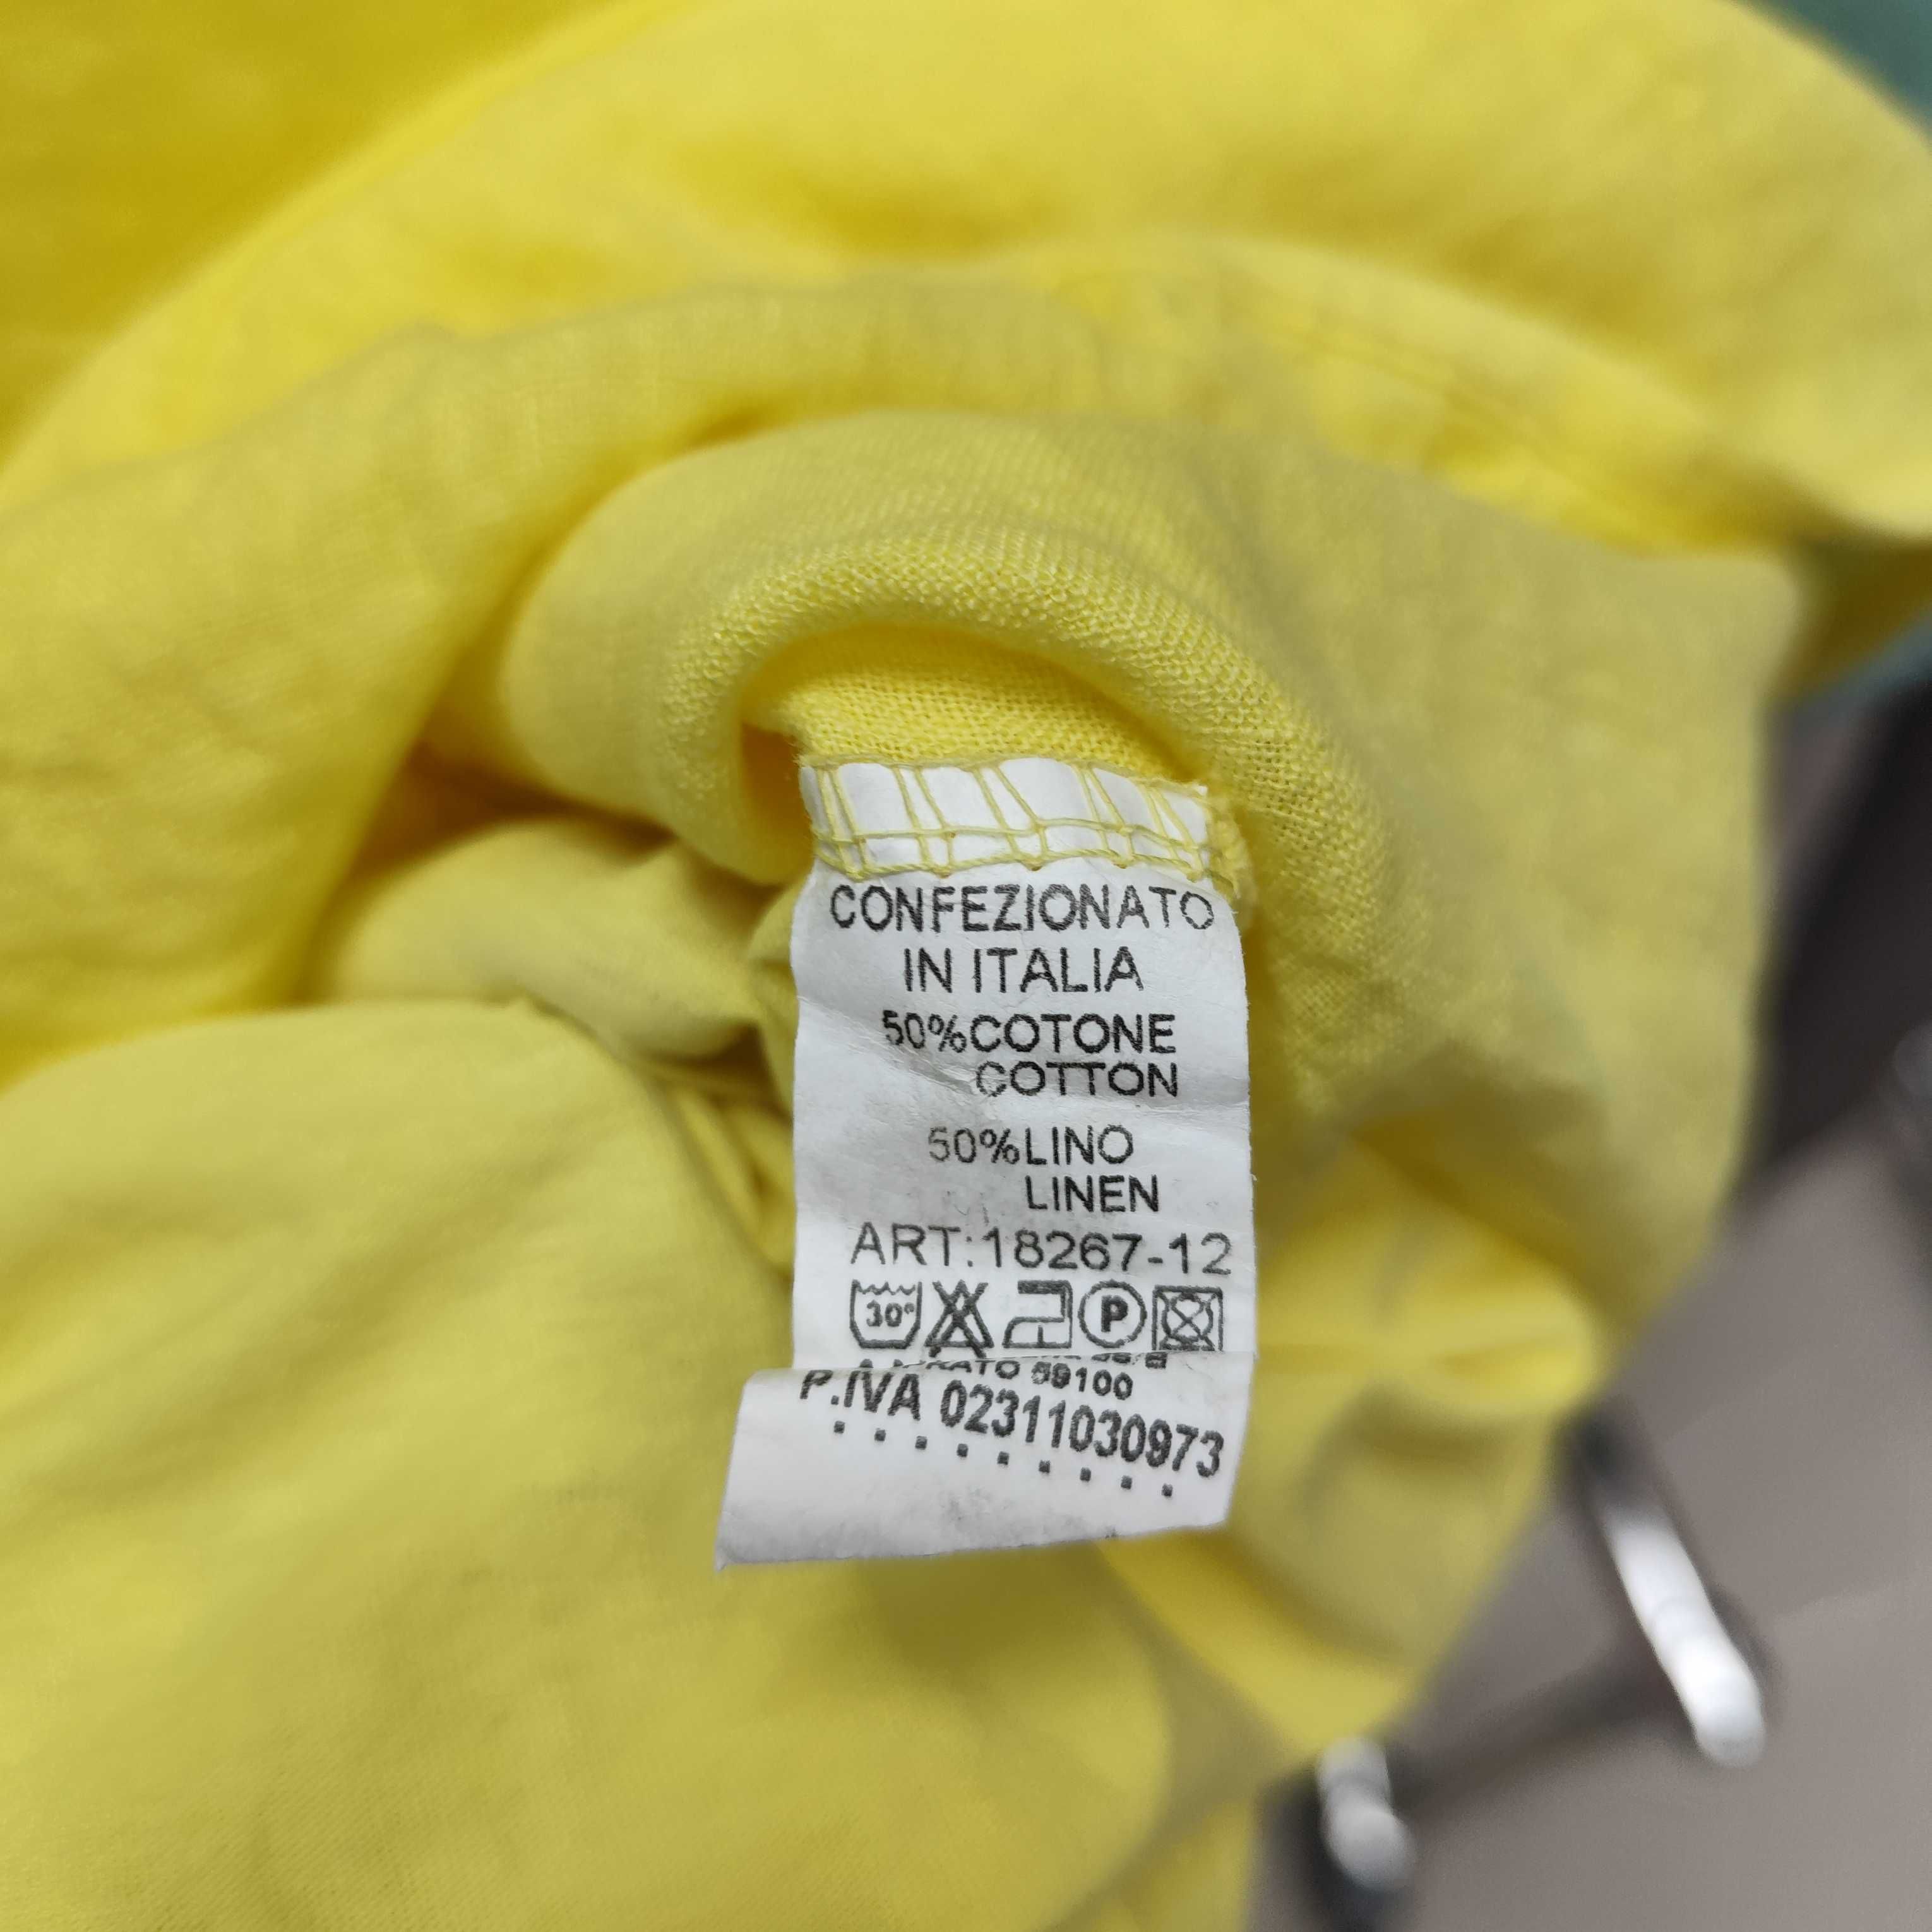 CONFEZIONATO
IN ITALIA
50%COTONE
COTTON
50%LINO
LINEN
ART:18267-12
30° P
59100
P.IVA 02311030973